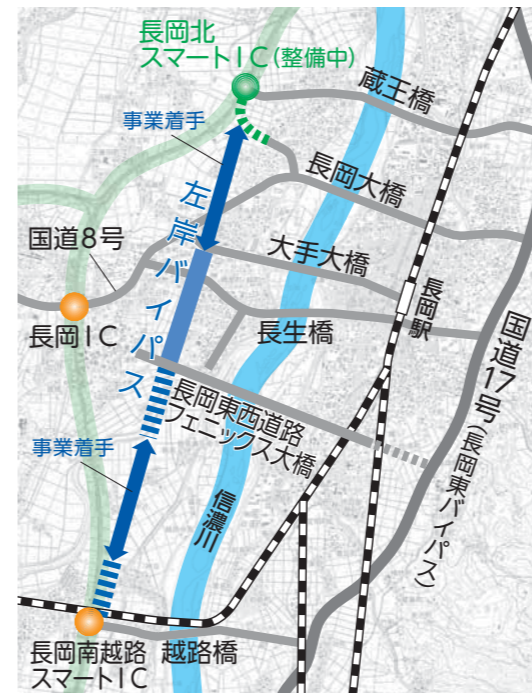 長岡北
スマートIC(整備中)
蔵王橋
事業着手
長岡大橋
左岸バイパス
国道8号
大手大橋
長岡駅
長岡IC
長生橋
国道17号(長岡東バイパス)
長岡東西道路
フェニックス大橋
事業着手
信濃川
長岡南越路
スマートIC
越路橋